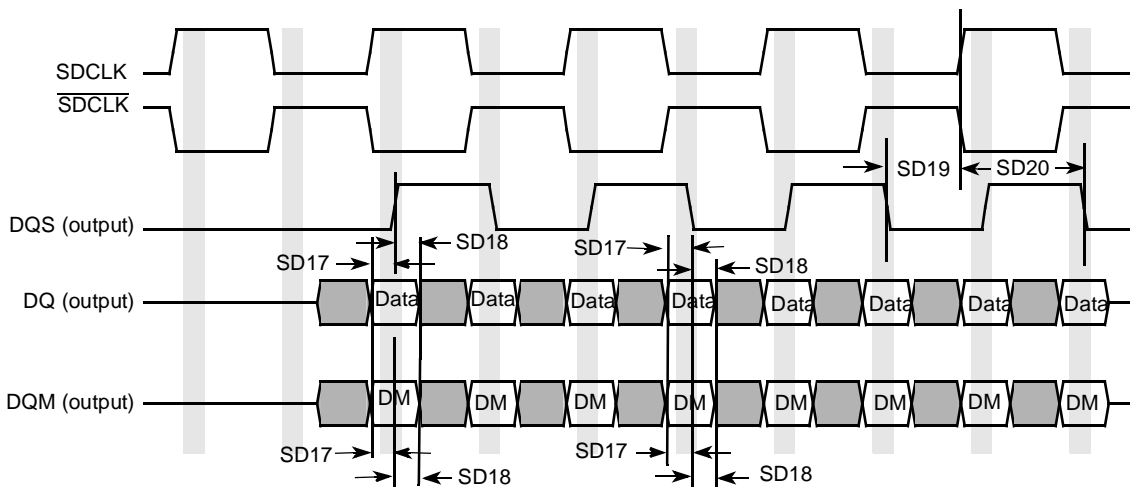 SDCLK
SDCLK
SD19 SD20
DQS (output)
SD18 SD17
SD17 SD18
DQ (output) Data Data Data Data Data Data Data Data
DQM (output) DM DM DM DM DM DM DM DM
SD17 SD17
SD18 SD18